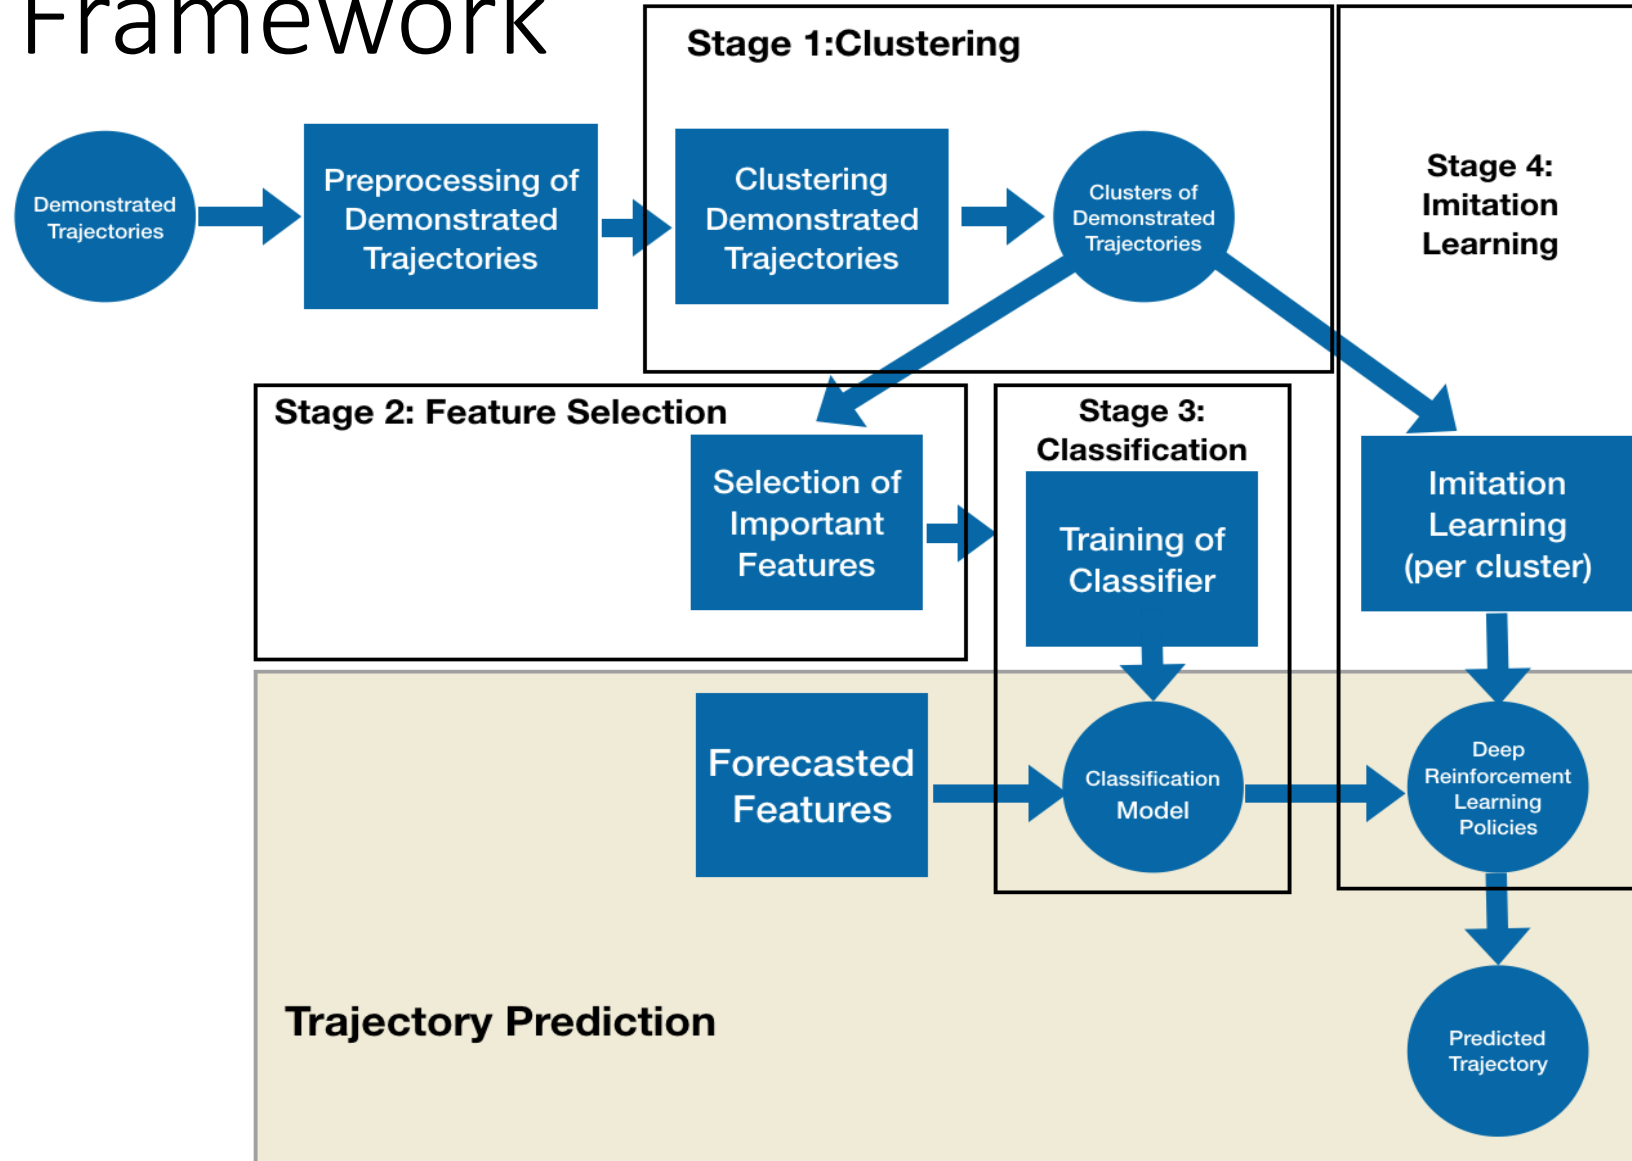 Framework
Stage 1:Clustering
Demonstrated
Trajectories
Preprocessing of
Demonstrated
Trajectories
Clustering
Demonstrated
Trajectories
Clusters of
Demonstrated
Trajectories
Stage 4:
Imitation
Learning
Stage 2: Feature Selection
Selection of
Important
Features
Stage 3:
Classification
Training of
Classifier
Imitation
Learning
(per cluster)
Forecasted
Features
Classification
Model
Deep
Reinforcement
Learning
Policies
Trajectory Prediction
Predicted
Trajectory